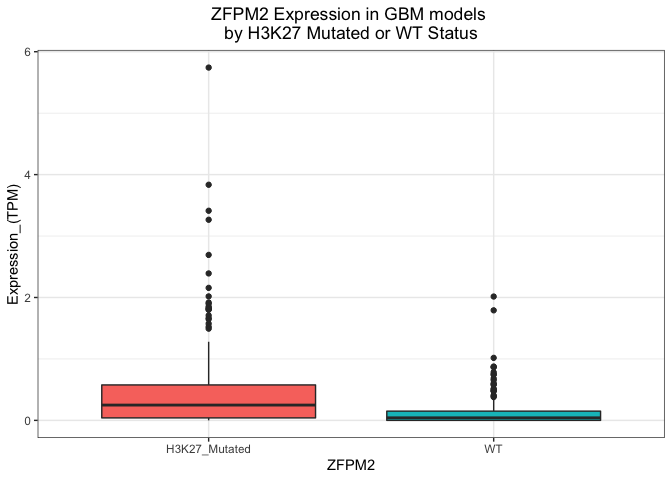 ZFPM2 Expression in GBM models
by H3K27 Mutated or WT Status
Expression_(TPM)
6
4
2
0
H3K27_Mutated
WT
ZFPM2